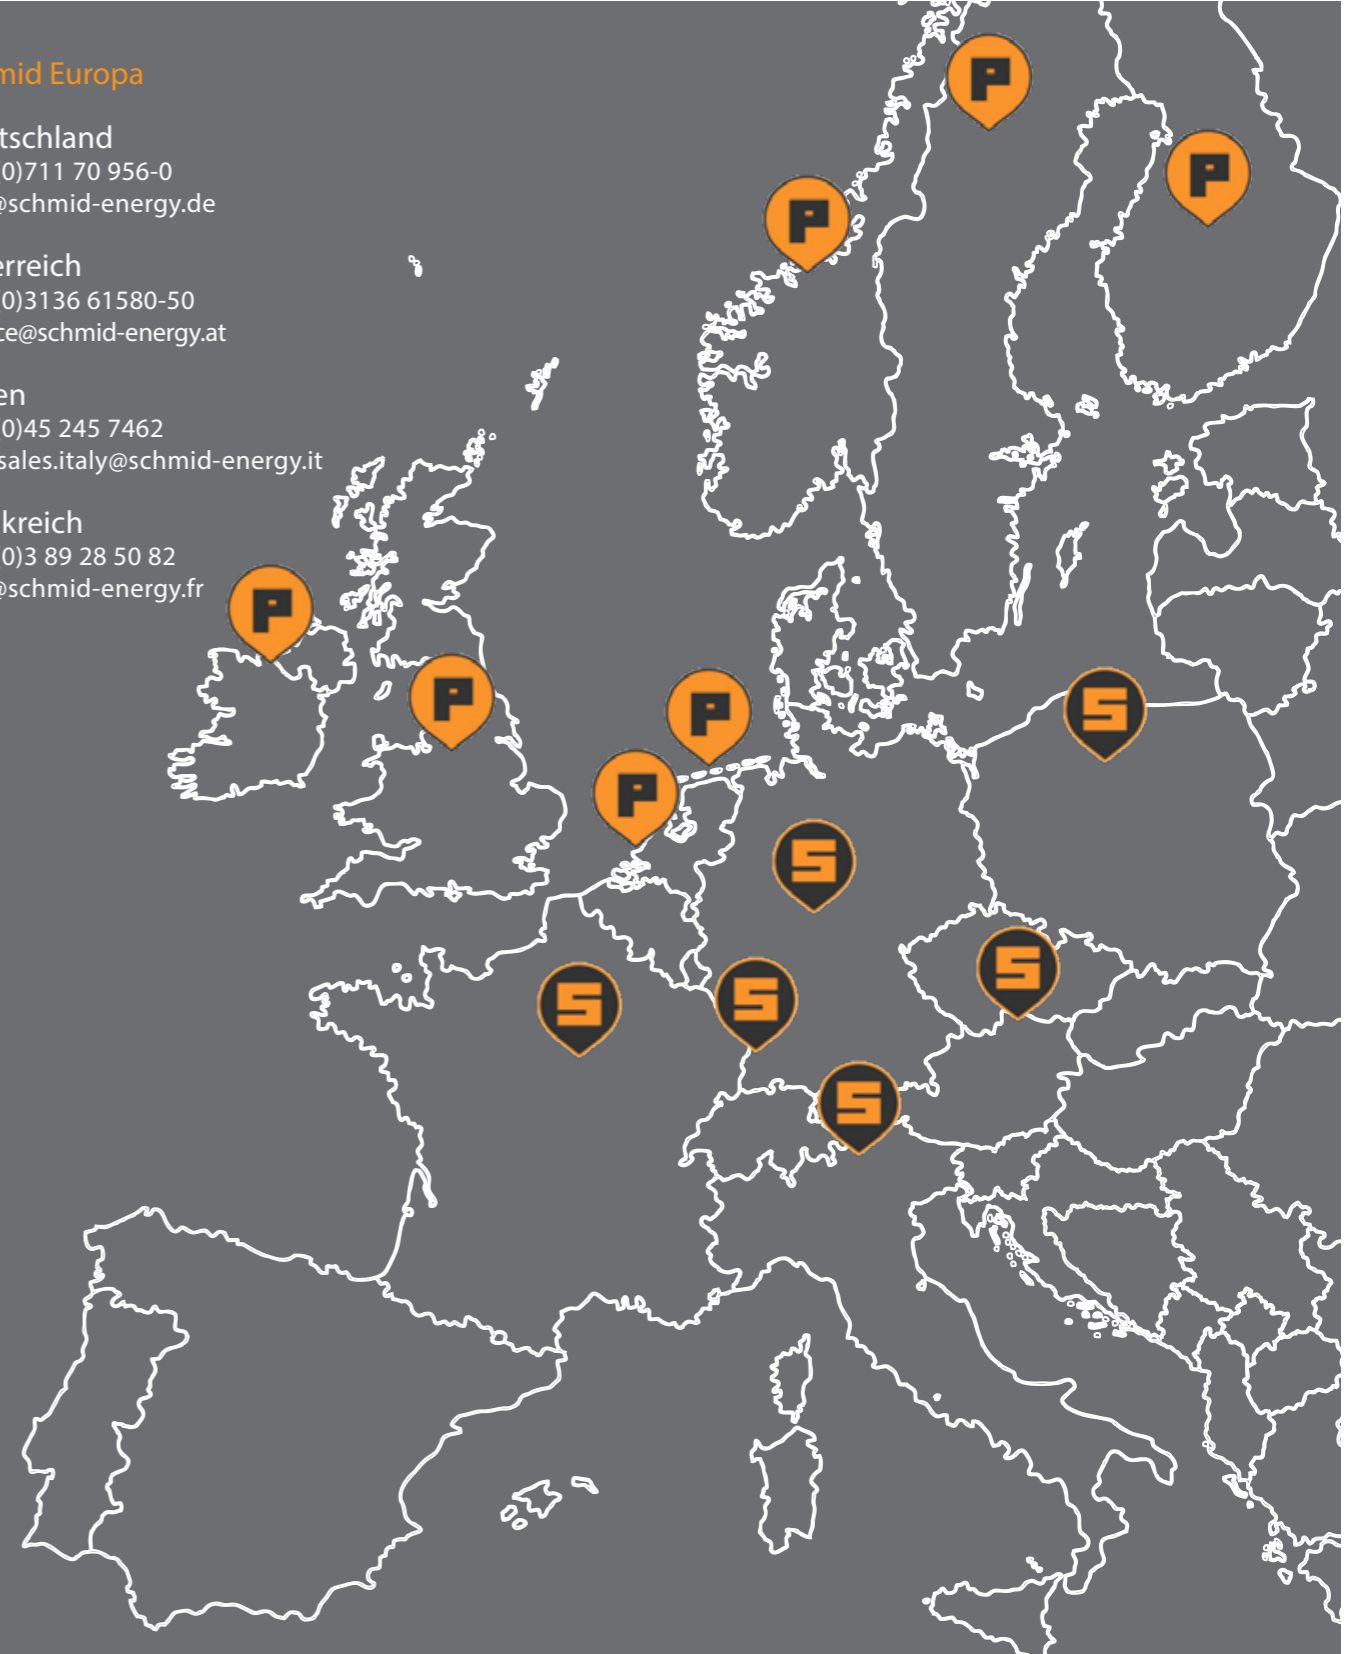 mid Europa
tschland
(0)711 70 956-0
@schmid-energy.de
erreich
(0)3136 61580-50
ce@schmid-energy.at
en
(0)45 245 7462
sales.italy@schmid-energy.it
kreich
(0)3 89 28 50 82
@schmid-energy.fr
P
P
P
P
P
P
S
P
S
S
S
S
S